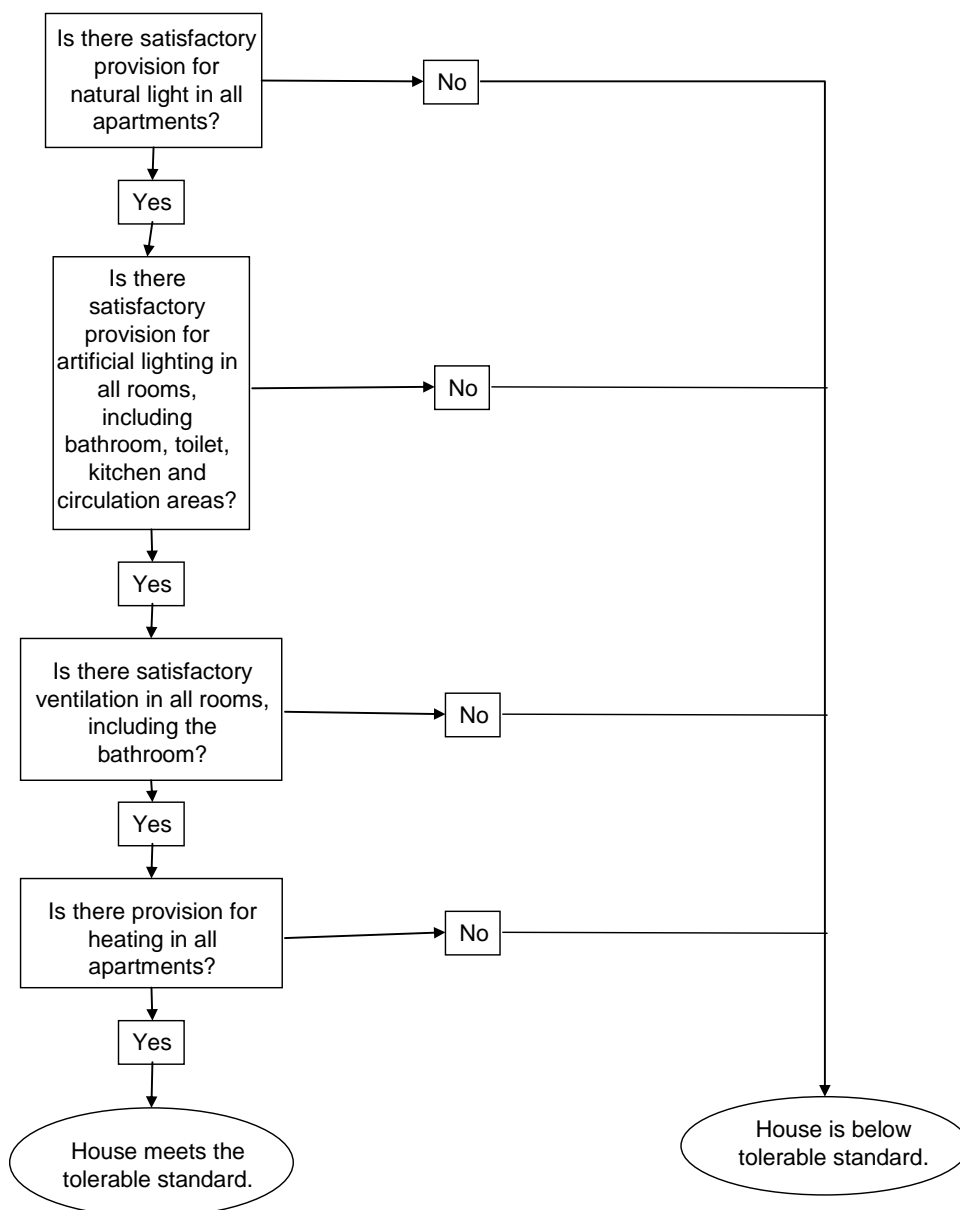 Is there satisfactory
provision for
natural light in all
apartments?
No
Yes
Is there
satisfactory
provision for
artificial lighting in
all rooms,
including
bathroom, toilet,
kitchen and
circulation areas?
No
Yes
Is there satisfactory
ventilation in all rooms,
including the
bathroom?
No
Yes
Is there provision for
heating in all
apartments?
No
Yes
House meets the
tolerable standard.
House is below
tolerable standard.